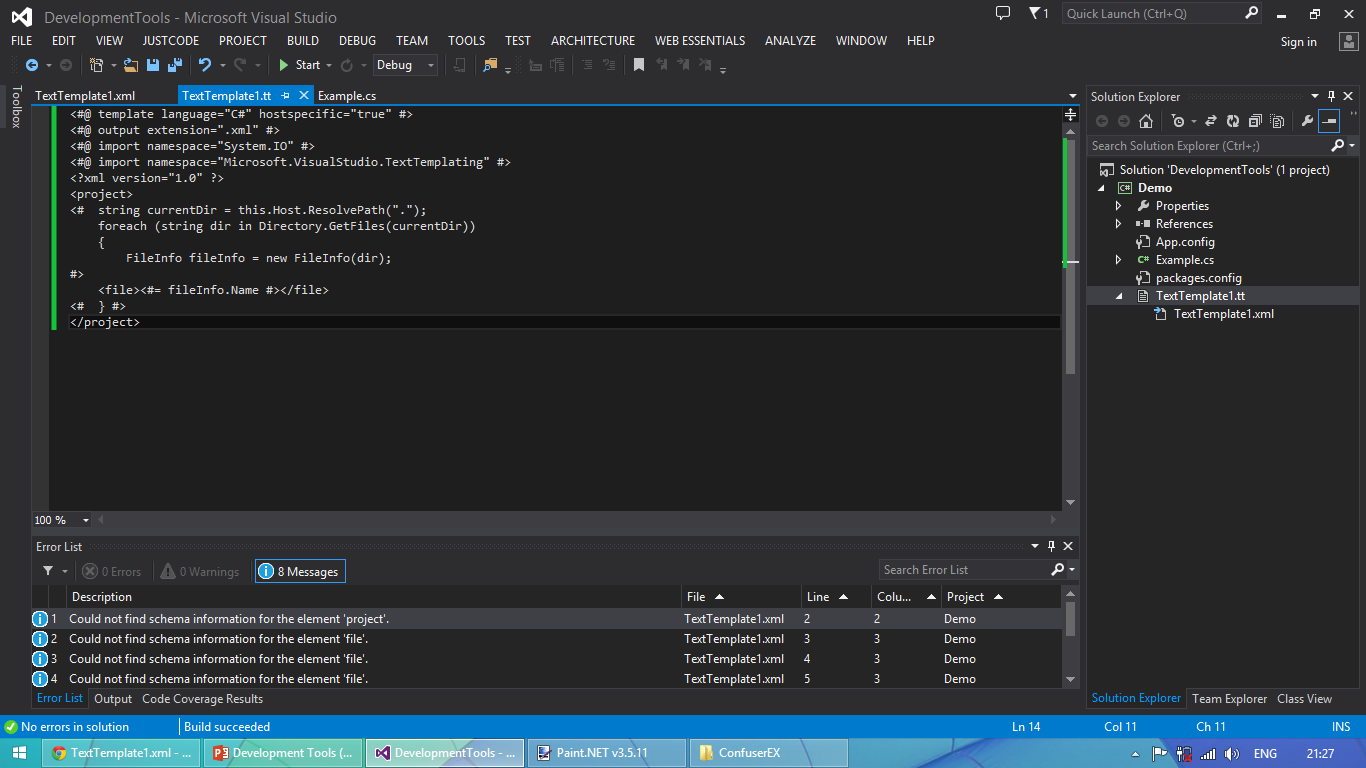 DevelopmentTools - Microsoft Visual Studio
1
Quick Launch (Ctrl+Q)
FILE EDIT VIEW JUSTCODE PROJECT BUILD DEBUG TEAM TOOLS TEST ARCHITECTURE WEB ESSENTIALS ANALYZE WINDOW HELP
Sign in
Start Debug
Toolbox
TextTemplate1.xml TextTemplate1.tt Example.cs
<#@ template language="C#" hostspecific="true" #>
<#@ output extension=".xml" #>
<#@ import namespace="System.IO" #>
<#@ import namespace="Microsoft.VisualStudio.TextTemplating" #>
<?xml version="1.0" ?>
<project>
<#  string currentDir = this.Host.ResolvePath(".");
    foreach (string dir in Directory.GetFiles(currentDir))
    {
        FileInfo fileInfo = new FileInfo(dir);
#>
    <file><#= fileInfo.Name #></file>
<#  } #>
</project>
100 %
Solution Explorer
Search Solution Explorer (Ctrl+;)
Solution 'DevelopmentTools' (1 project)
C# Demo
Properties
References
App.config
C# Example.cs
packages.config
TextTemplate1.tt
TextTemplate1.xml
Error List
0 Errors 0 Warnings 8 Messages
Search Error List
Description File Line Colu... Project
1 Could not find schema information for the element 'project'. TextTemplate1.xml 2 2 Demo
2 Could not find schema information for the element 'file'. TextTemplate1.xml 3 3 Demo
3 Could not find schema information for the element 'file'. TextTemplate1.xml 4 3 Demo
4 Could not find schema information for the element 'file'. TextTemplate1.xml 5 3 Demo
Error List Output Code Coverage Results
Solution Explorer Team Explorer Class View
No errors in solution Build succeeded Ln 14 Col 11 Ch 11 INS
TextTemplate1.xml - ... Development Tools (... DevelopmentTools - ... Paint.NET v3.5.11 ConfuserEX ENG 21:27